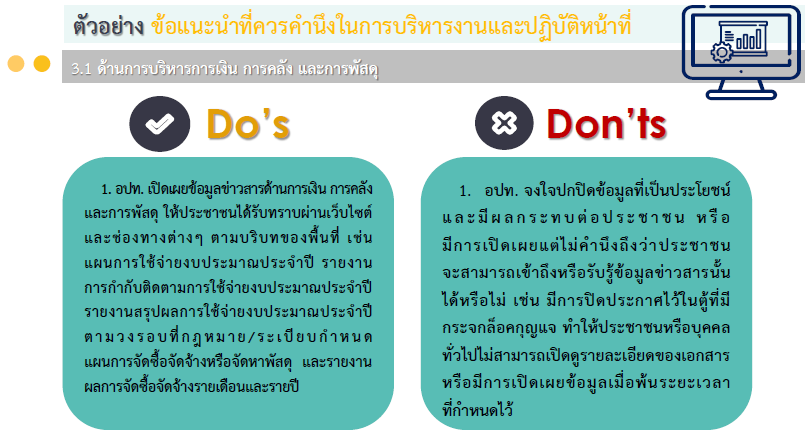 ตัวอย่าง ข้อแนะนำที่ควรคำนึงในการบริหารงานและปฏิบัติหน้าที่
3.1 ด้านการบริหารการเงิน การคลัง และการพัสดุ
Do's
1. อปท. เปิดเผยข้อมูลข่าวสารด้านการเงิน การคลัง
และการพัสดุ ให้ประชาชนได้รับทราบผ่านเว็บไซต์
และช่องทางต่างๆ ตามบริบทของพื้นที่ เช่น
แผนการใช้จ่ายงบประมาณประจำปี รายงาน
การกำกับติดตามการใช้จ่ายงบประมาณประจำปี
รายงานสรุปผลการใช้จ่ายงบประมาณประจำปี
ตามวงรอบที่กฎหมาย/ระเบียบกำหนด
แผนการจัดซื้อจัดจ้างหรือจัดหาพัสดุ และรายงาน
ผลการจัดซื้อจัดจ้างรายเดือนและรายปี
Don'ts
1. อปท. จงใจปกปิดข้อมูลที่เป็นประโยชน์
และมีผลกระทบต่อประชาชน หรือ
มีการเปิดเผยแต่ไม่คำนึงถึงว่าประชาชน
จะสามารถเข้าถึงหรือรับรู้ข้อมูลข่าวสารนั้น
ได้หรือไม่ เช่น มีการปิดประกาศไว้ในตู้ที่มี
กระจกล็อคกุญแจ ทำให้ประชาชนหรือบุคคล
ทั่วไปไม่สามารถเปิดดูรายละเอียดของเอกสาร
หรือมีการเปิดเผยข้อมูลเมื่อพ้นระยะเวลา
ที่กำหนดไว้